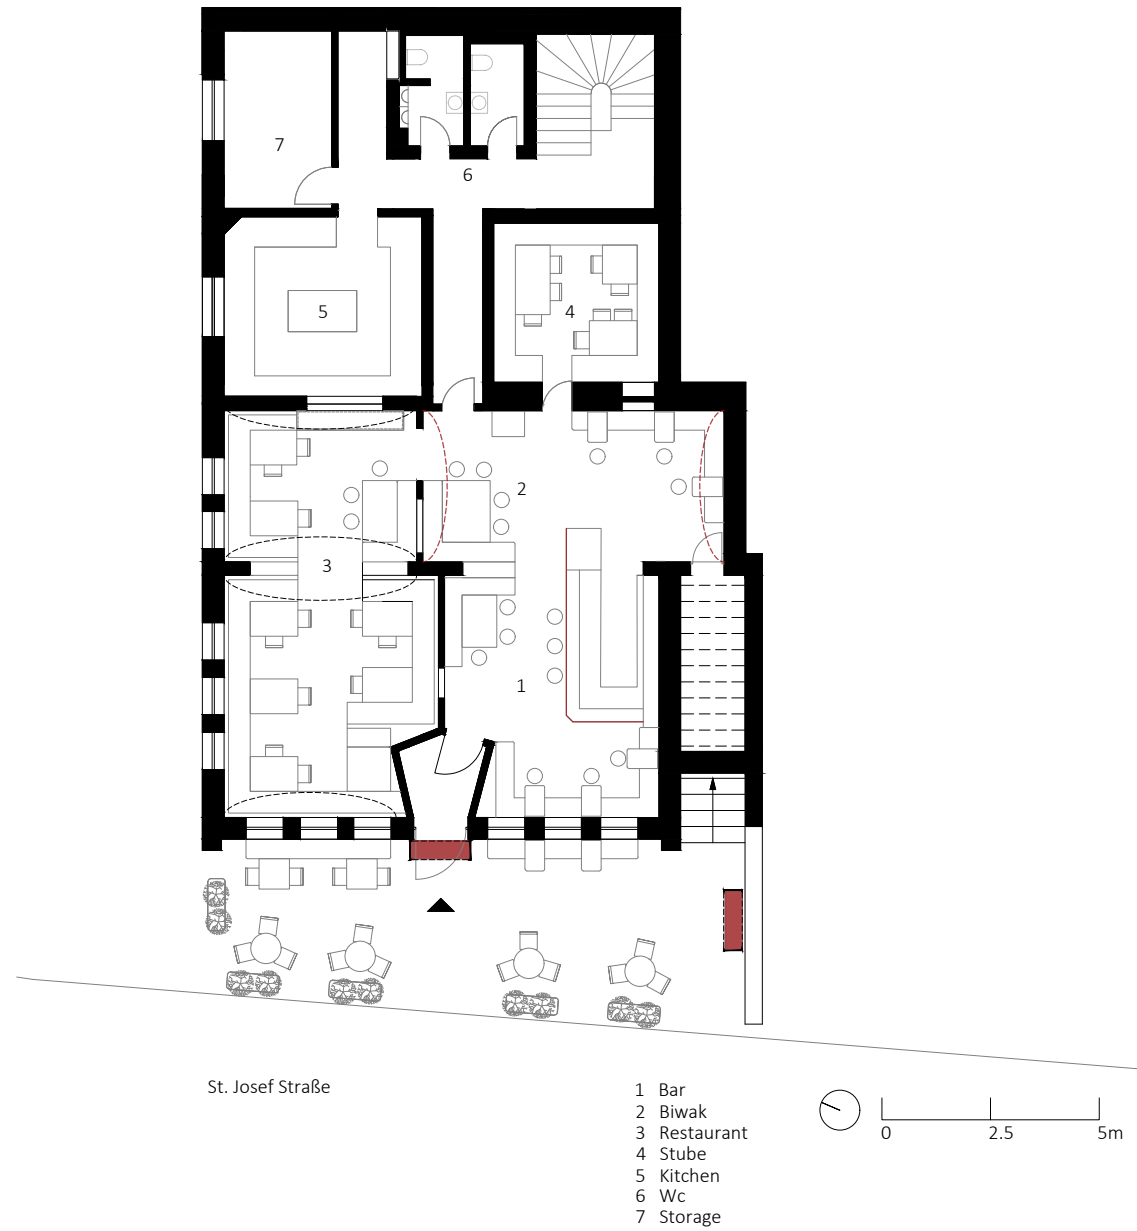 7
6
5
4
2
3
1
St. Josef Straße
1 Bar
2 Biwak
3 Restaurant
4 Stube
5 Kitchen
6 Wc
7 Storage
0 2.5 5m